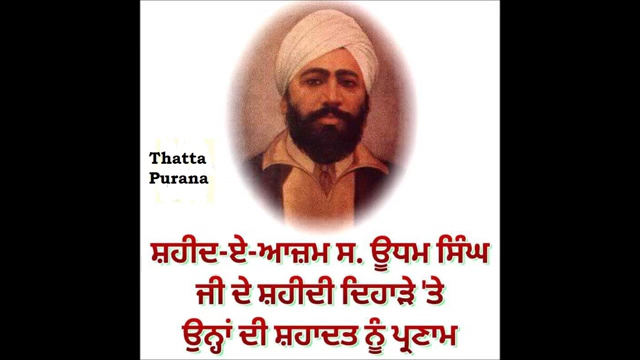 Thatta
Purana
ਸ਼ਹੀਦ-ਏ-ਆਜ਼ਮ ਸ. ਊਧਮ ਸਿੰਘ
ਜੀ ਦੇ ਸ਼ਹੀਦੀ ਦਿਹਾੜੇ 'ਤੇ
ਉਨ੍ਹਾਂ ਦੀ ਸ਼ਹਾਦਤ ਨੂੰ ਪ੍ਰਣਾਮ